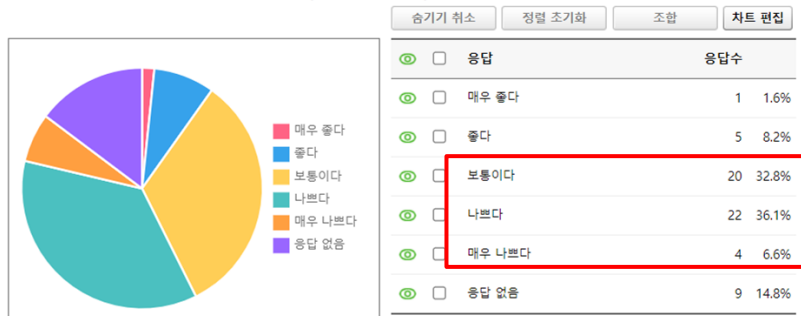 숨기기 취소 정렬 초기화 조합 차트 편집
응답 응답수
매우 좋다 1 1.6%
좋다 5 8.2%
보통이다 20 32.8%
나쁘다 22 36.1%
매우 나쁘다 4 6.6%
응답 없음 9 14.8%
매우 좋다
좋다
보통이다
나쁘다
매우 나쁘다
응답 없음